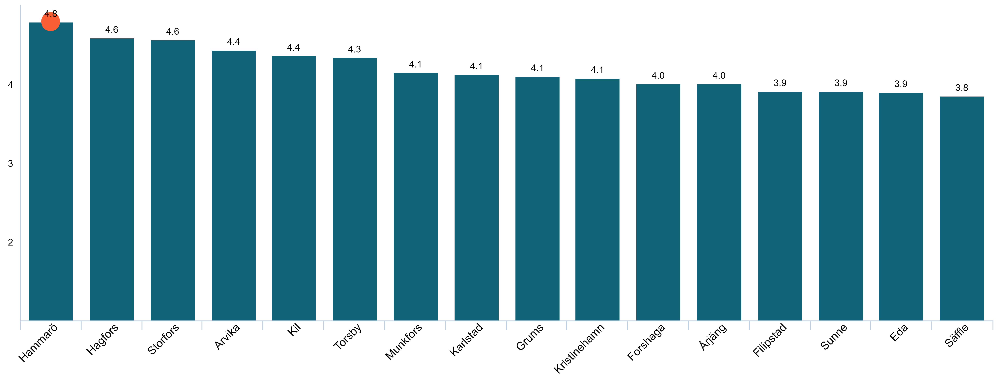 4.8
4.6
4.6
4.4
4.4
4.3
4.1
4.1
4.1
4.1
4.0
4.0
3.9
3.9
3.9
3.8
4
3
2
Hammarö
Hagfors
Storfors
Arvika
Kil
Torsby
Munkfors
Karlstad
Grums
Kristinehamn
Forshaga
Årjäng
Filipstad
Sunne
Eda
Säffle